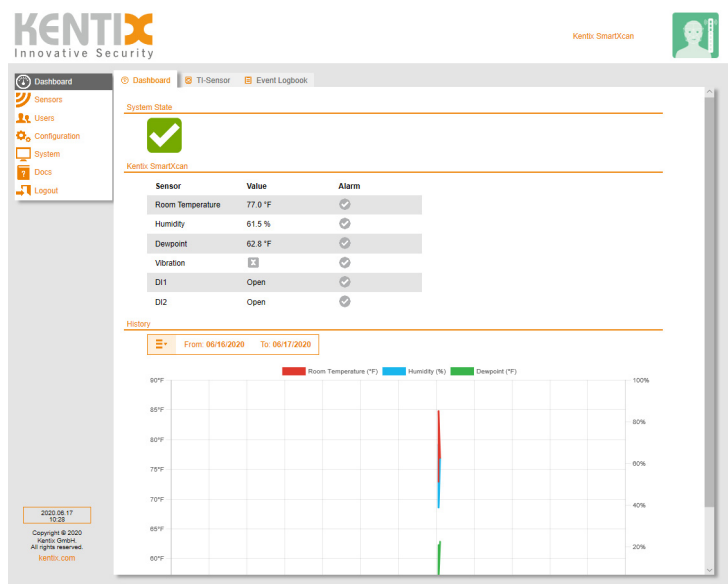 KENTIX
Innovative Security
Kentix SmartXcan
Dashboard
Sensors
Users
Configuration
System
Docs
Logout
Dashboard
TI-Sensor
Event Logbook
System State
Kentix SmartXcan
Sensor Value Alarm
Room Temperature 77.0 °F
Humidity 61.5 %
Dewpoint 62.8 °F
Vibration
DI1 Open
DI2 Open
History
From: 06/16/2020 To: 06/17/2020
Room Temperature (°F) Humidity (%) Dewpoint (°F)
90°F 100%
85°F
80%
80°F
75°F 60%
70°F
40%
65°F
20%
60°F
2020.06.17
10:28
Copyright © 2020
Kentix GmbH.
All rights reserved.
kentix.com